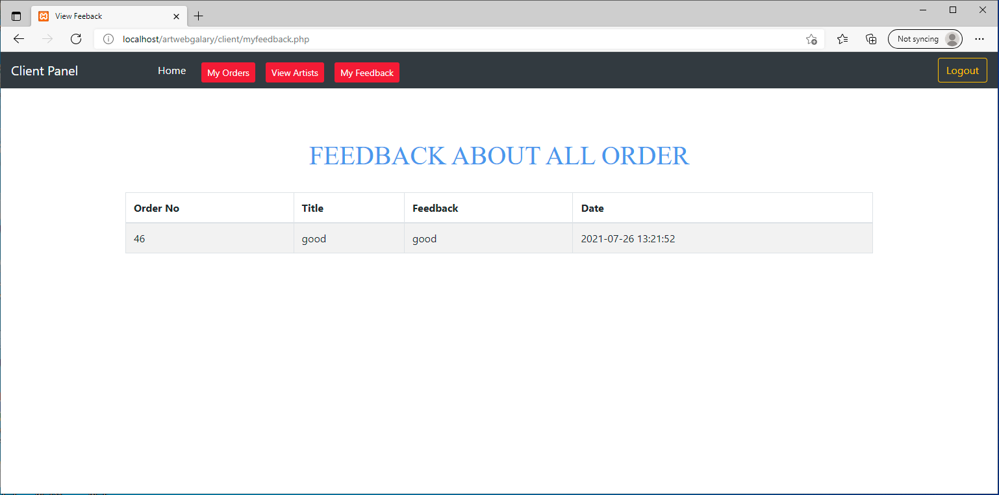 View Feeback
localhost/artwebgalary/client/myfeedback.php
Not syncing
Client Panel Home My Orders View Artists My Feedback Logout
FEEDBACK ABOUT ALL ORDER
Order No Title Feedback Date
46 good good 2021-07-26 13:21:52